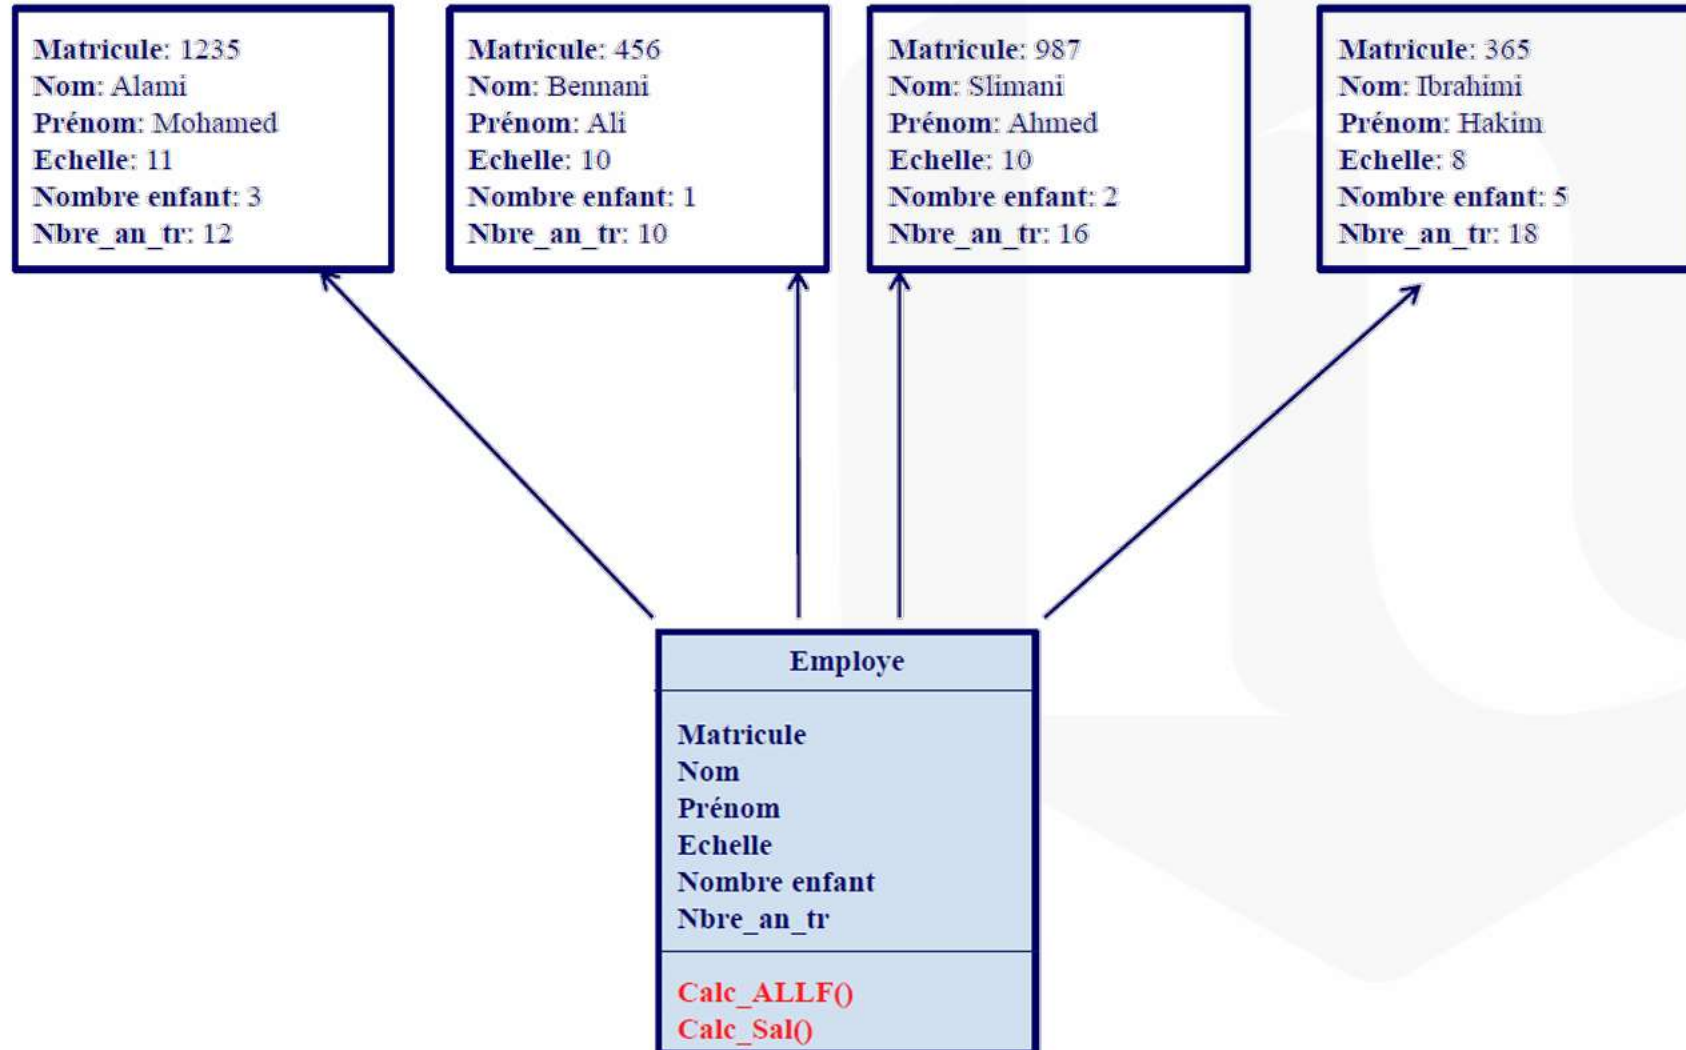 Matricule: 1235
Nom: Alami
Prénom: Mohamed
Echelle: 11
Nombre enfant: 3
Nbre_an_tr: 12
Matricule: 456
Nom: Bennani
Prénom: Ali
Echelle: 10
Nombre enfant: 1
Nbre_an_tr: 10
Matricule: 987
Nom: Slimani
Prénom: Ahmed
Echelle: 10
Nombre enfant: 2
Nbre_an_tr: 16
Matricule: 365
Nom: Ibrahimi
Prénom: Hakim
Echelle: 8
Nombre enfant: 5
Nbre_an_tr: 18
Employe
Matricule
Nom
Prénom
Echelle
Nombre enfant
Nbre_an_tr
Calc_ALLF()
Calc_Sal()